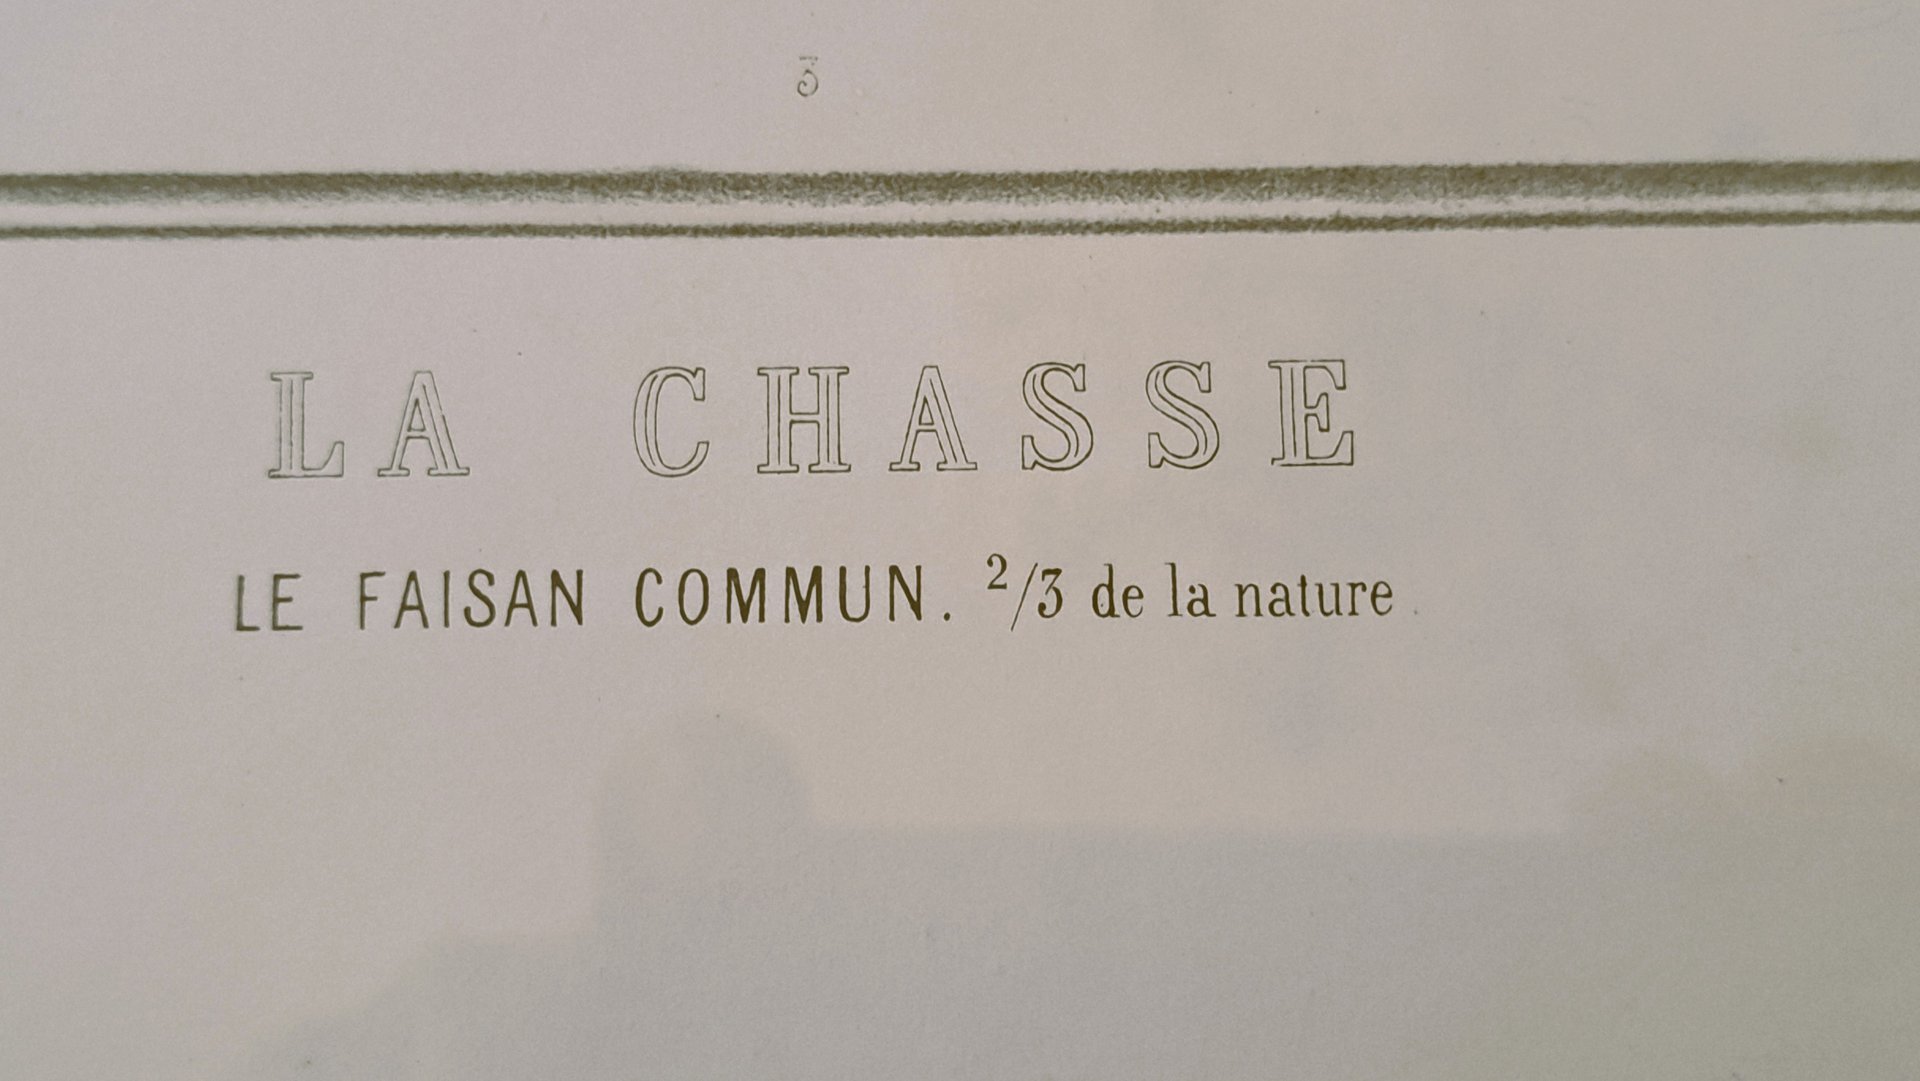 3
LA CHASSE
LE FAISAN COMMUN. 2/3 de la nature